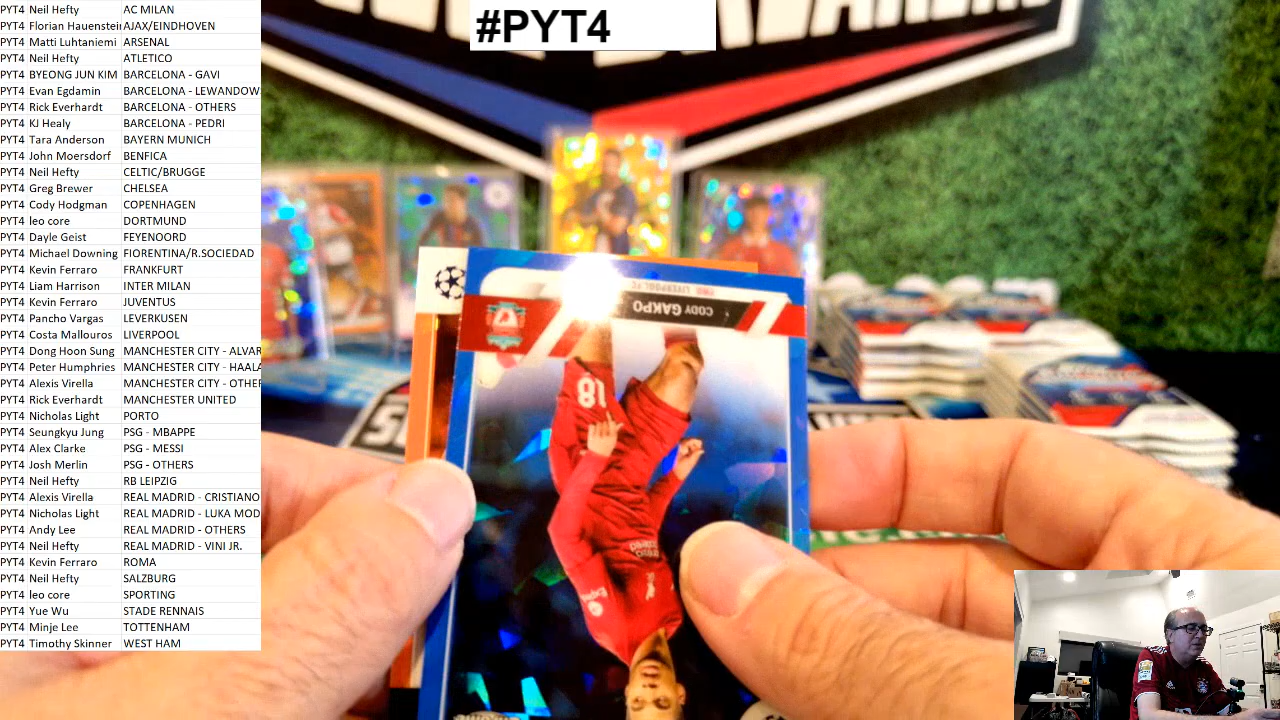 #PYT4
PYT4 Neil Hefty AC MILAN
PYT4 Florian Hauenstein AJAX/EINDHOVEN
PYT4 Matti Luhtaniemi ARSENAL
PYT4 Neil Hefty ATLETICO
PYT4 BYEONG JUN KIM BARCELONA - GAVI
PYT4 Evan Egdamin BARCELONA - LEWANDOWS
PYT4 Rick Everhardt BARCELONA - OTHERS
PYT4 KJ Healy BARCELONA - PEDRI
PYT4 Tara Anderson BAYERN MUNICH
PYT4 John Moersdorf BENFICA
PYT4 Neil Hefty CELTIC/BRUGGE
PYT4 Greg Brewer CHELSEA
PYT4 Cody Hodgman COPENHAGEN
PYT4 leo core DORTMUND
PYT4 Dayle Geist FEYENOORD
PYT4 Michael Downing FIORENTINA/R.SOCIEDAD
PYT4 Kevin Ferraro FRANKFURT
PYT4 Liam Harrison INTER MILAN
PYT4 Kevin Ferraro JUVENTUS
PYT4 Pancho Vargas LEVERKUSEN
PYT4 Costa Mallouros LIVERPOOL
PYT4 Dong Hoon Sung MANCHESTER CITY - ALVAR
PYT4 Peter Humphries MANCHESTER CITY - HAALA
PYT4 Alexis Virella MANCHESTER CITY - OTHER
PYT4 Rick Everhardt MANCHESTER UNITED
PYT4 Nicholas Light PORTO
PYT4 Seungkyu Jung PSG - MBAPPE
PYT4 Alex Clarke PSG - MESSI
PYT4 Josh Merlin PSG - OTHERS
PYT4 Neil Hefty RB LEIPZIG
PYT4 Alexis Virella REAL MADRID - CRISTIANO
PYT4 Nicholas Light REAL MADRID - LUKA MOD
PYT4 Andy Lee REAL MADRID - OTHERS
PYT4 Neil Hefty REAL MADRID - VINI JR.
PYT4 Kevin Ferraro ROMA
PYT4 Neil Hefty SALZBURG
PYT4 leo core SPORTING
PYT4 Yue Wu STADE RENNAIS
PYT4 Minje Lee TOTTENHAM
PYT4 Timothy Skinner WEST HAM
LIVERPOOL FC
CODY GAKPO
18